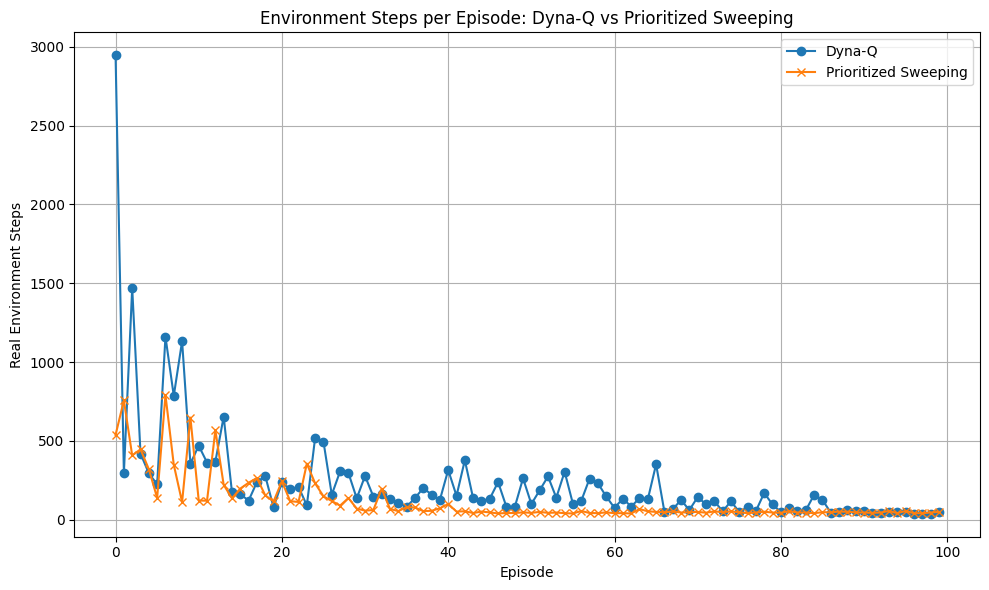 Environment Steps per Episode: Dyna-Q vs Prioritized Sweeping
Dyna-Q
Prioritized Sweeping
Real Environment Steps
3000
2500
2000
1500
1000
500
0
0 20 40 60 80 100
Episode